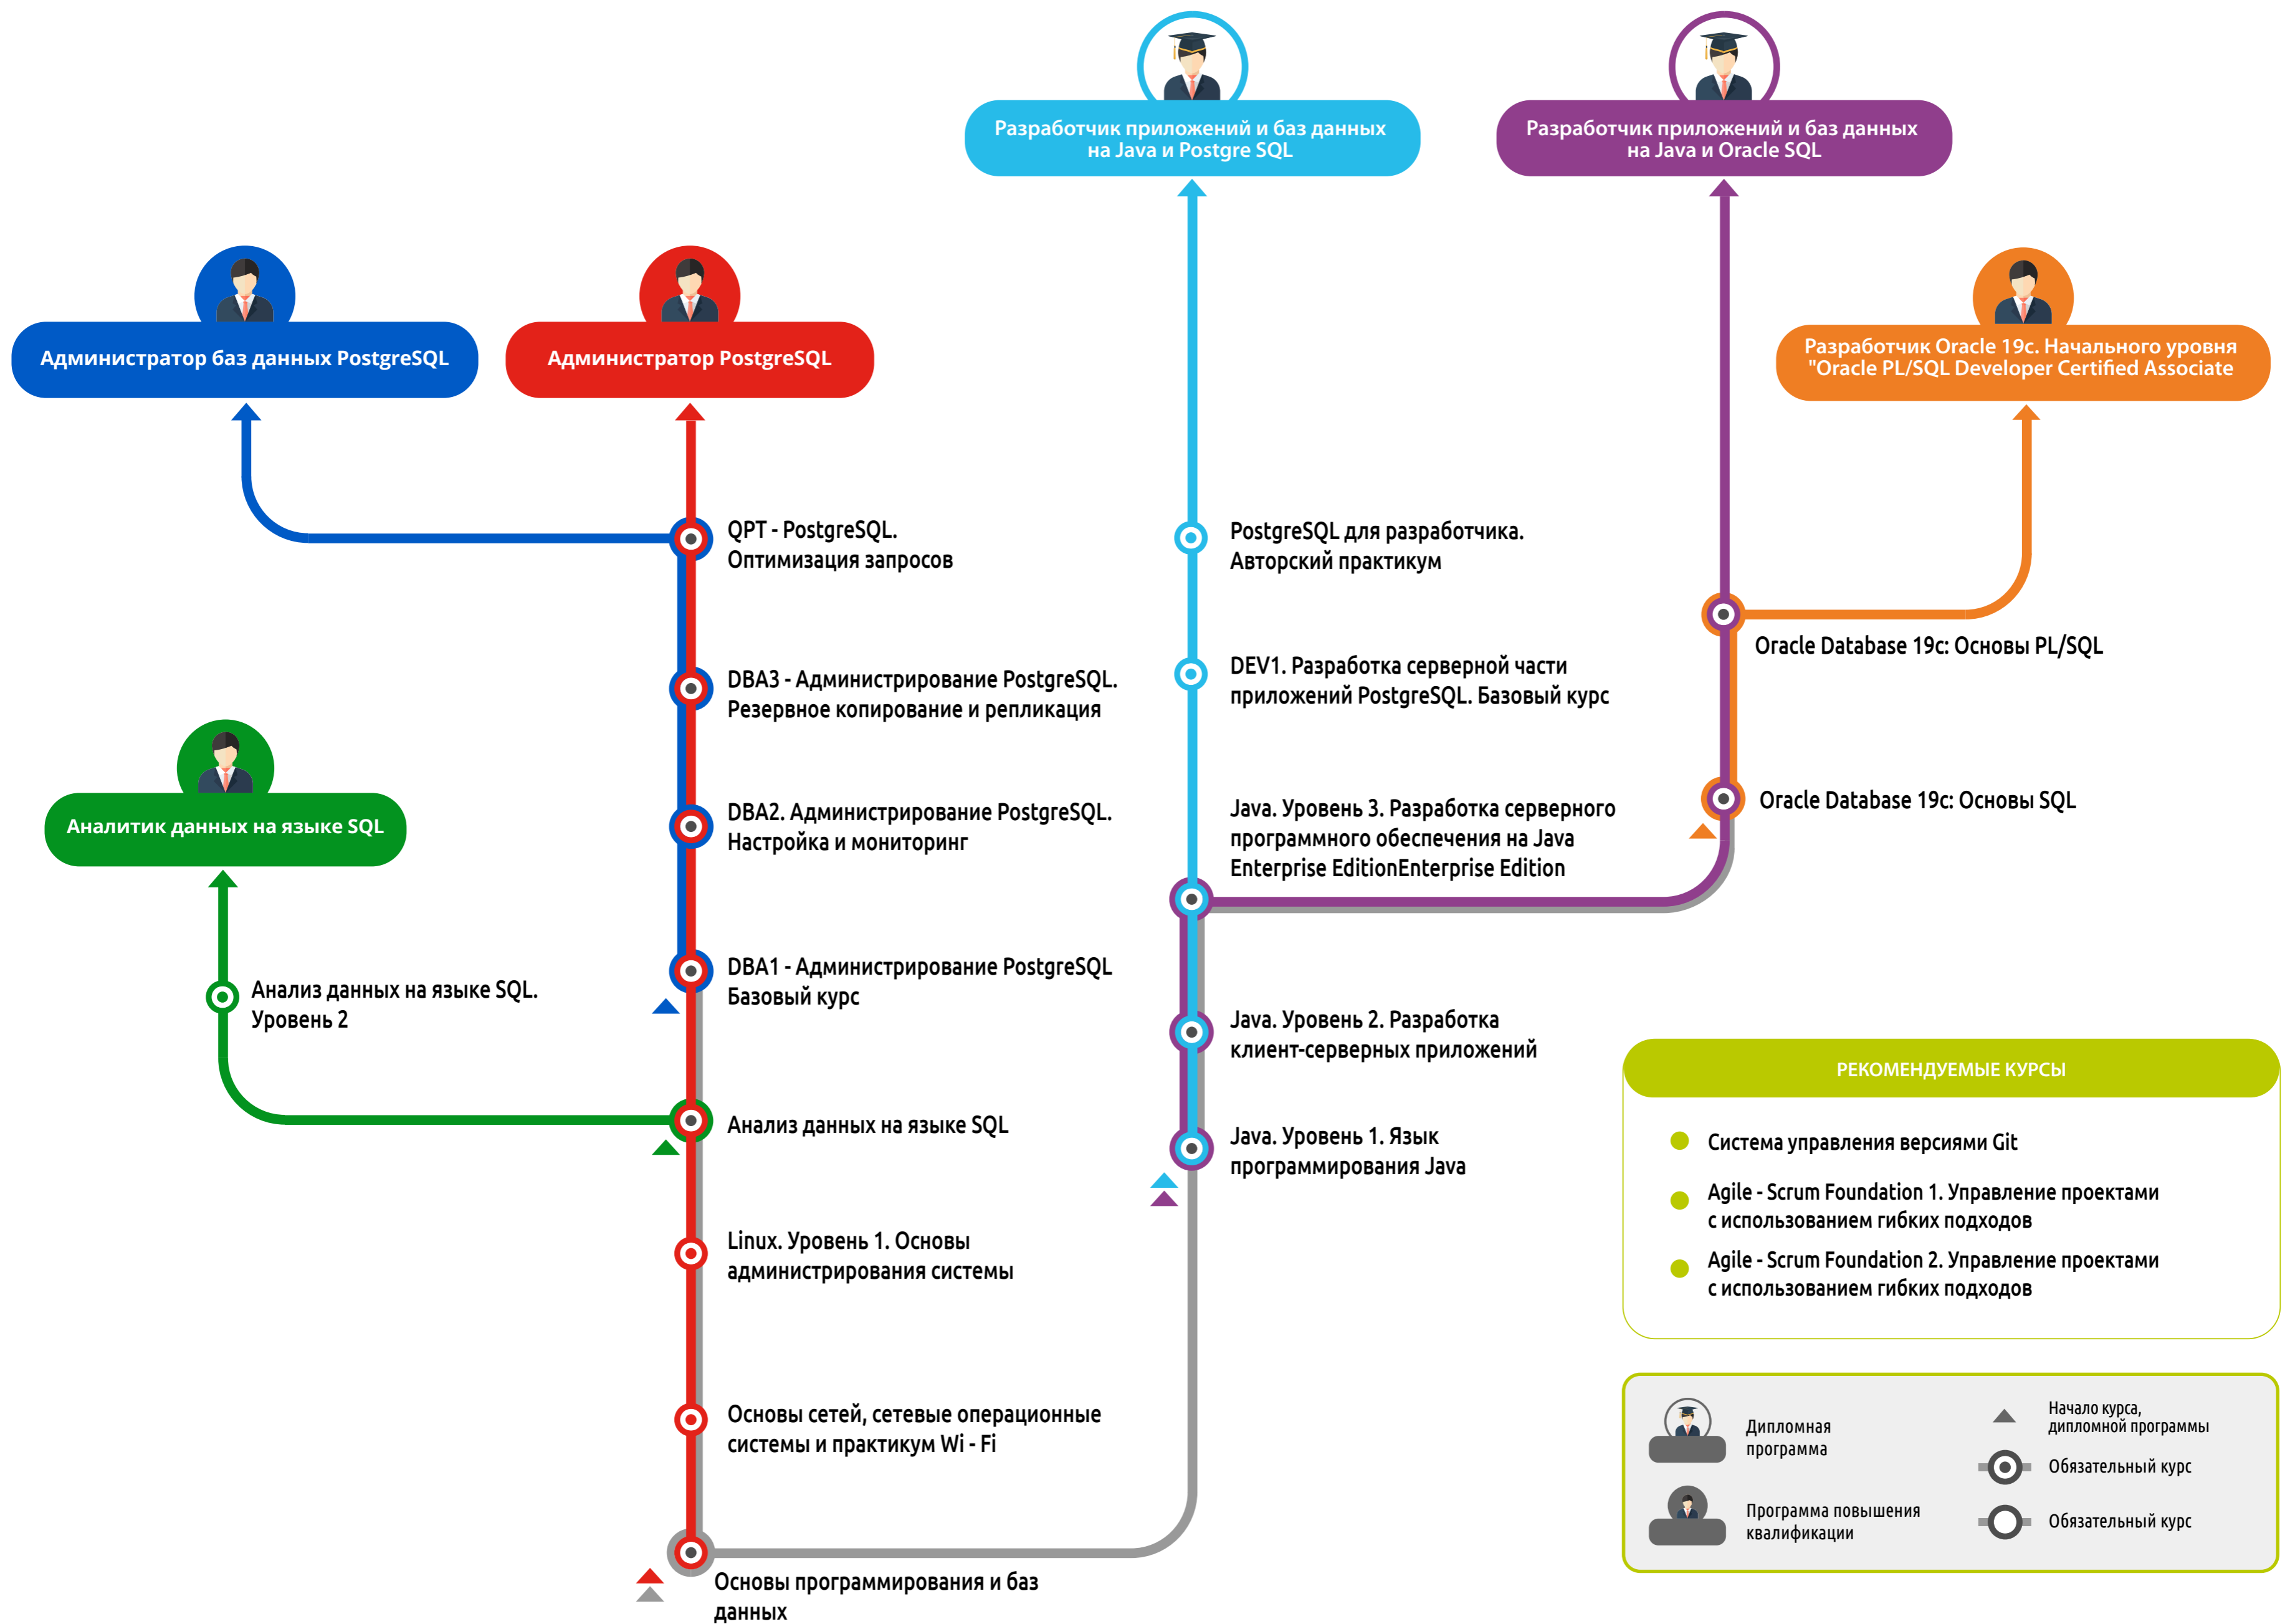 Разработчик приложений и баз данных
на Java и Postgre SQL
Разработчик приложений и баз данных
на Java и Oracle SQL
Администратор баз данных PostgreSQL
Администратор PostgreSQL
Разработчик Oracle 19c. Начального уровня
"Oracle PL/SQL Developer Certified Associate
QPT - PostgreSQL.
Оптимизация запросов
PostgreSQL для разработчика.
Авторский практикум
Oracle Database 19c: Основы PL/SQL
DBA3 - Администрирование PostgreSQL.
Резервное копирование и репликация
DEV1. Разработка серверной части
приложений PostgreSQL. Базовый курс
Аналитик данных на языке SQL
DBA2. Администрирование PostgreSQL.
Настройка и мониторинг
Java. Уровень 3. Разработка серверного
программного обеспечения на Java
Enterprise EditionEnterprise Edition
Oracle Database 19c: Основы SQL
DBA1 - Администрирование PostgreSQL
Базовый курс
Анализ данных на языке SQL.
Уровень 2
Java. Уровень 2. Разработка
клиент-серверных приложений
Анализ данных на языке SQL
Java. Уровень 1. Язык
программирования Java
Linux. Уровень 1. Основы
администрирования системы
Основы сетей, сетевые операционные
системы и практикум Wi - Fi
Основы программирования и баз
данных
РЕКОМЕНДУЕМЫЕ КУРСЫ
Система управления версиями Git
Agile - Scrum Foundation 1. Управление проектами
с использованием гибких подходов
Agile - Scrum Foundation 2. Управление проектами
с использованием гибких подходов
Дипломная
программа
Программа повышения
квалификации
Начало курса,
дипломной программы
Обязательный курс
Обязательный курс